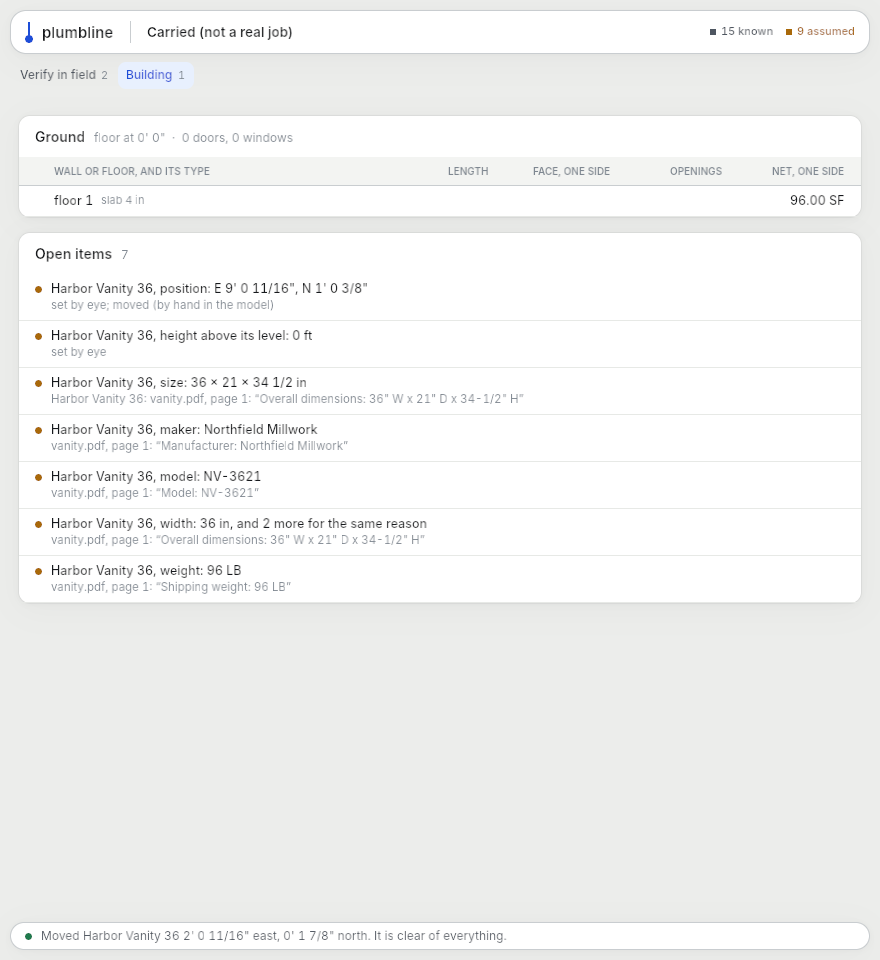 plumbline
Carried (not a real job)
15 known
9 assumed
Verify in field 2
Building 1
Ground floor at 0' 0" · 0 doors, 0 windows
WALL OR FLOOR, AND ITS TYPE LENGTH FACE, ONE SIDE OPENINGS NET, ONE SIDE
floor 1 slab 4 in 96.00 SF
Open items 7
Harbor Vanity 36, position: E 9' 0 11/16", N 1' 0 3/8"
set by eye; moved (by hand in the model)
Harbor Vanity 36, height above its level: 0 ft
set by eye
Harbor Vanity 36, size: 36 × 21 × 34 1/2 in
Harbor Vanity 36: vanity.pdf, page 1: “Overall dimensions: 36" W x 21" D x 34-1/2" H”
Harbor Vanity 36, maker: Northfield Millwork
vanity.pdf, page 1: “Manufacturer: Northfield Millwork”
Harbor Vanity 36, model: NV-3621
vanity.pdf, page 1: “Model: NV-3621”
Harbor Vanity 36, width: 36 in, and 2 more for the same reason
vanity.pdf, page 1: “Overall dimensions: 36" W x 21" D x 34-1/2" H”
Harbor Vanity 36, weight: 96 LB
vanity.pdf, page 1: “Shipping weight: 96 LB”
Moved Harbor Vanity 36 2' 0 11/16" east, 0' 1 7/8" north. It is clear of everything.